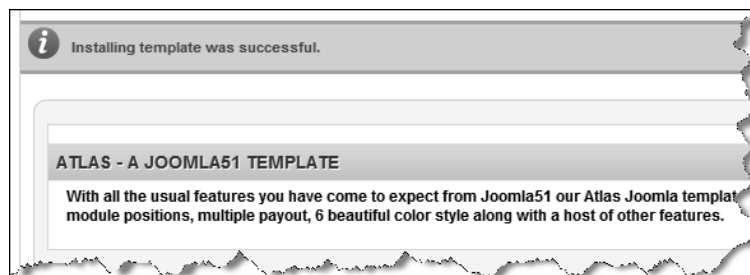 Installing template was successful.
ATLAS - A JOOMLA51 TEMPLATE
With all the usual features you have come to expect from Joomla51 our Atlas Joomla
module positions, multiple payout, 6 beautiful color style along with a host of other features.